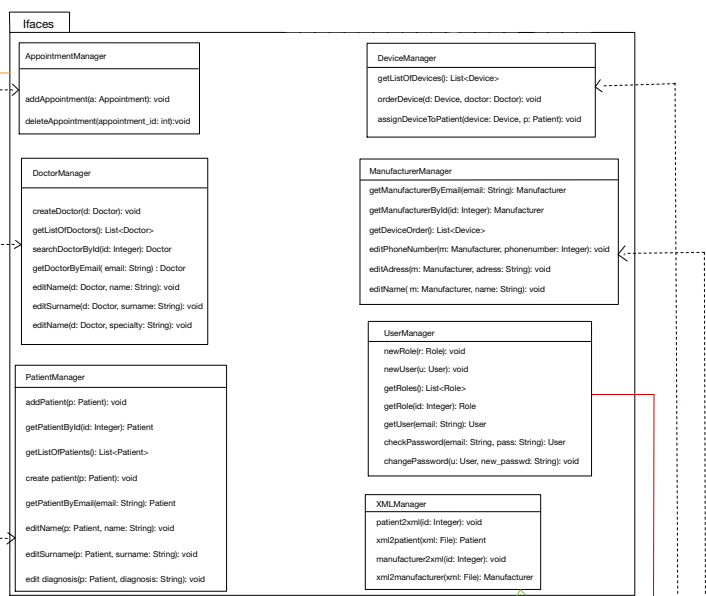 Ifaces
AppointmentManager
addAppointment(a: Appointment): void
deleteAppointment(appointment_id: int):void
DoctorManager
createDoctor(d: Doctor): void
getListOfDoctors(): List<Doctor>
searchDoctorById(id: Integer): Doctor
getDoctorByEmail( email: String) : Doctor
editName(d: Doctor, name: String): void
editSurname(d: Doctor, surname: String): void
editName(d: Doctor, specialty: String): void
PatientManager
addPatient(p: Patient): void
getPatientById(id: Integer): Patient
getListOfPatients(): List<Patient>
create patient(p: Patient): void
getPatientByEmail(email: String): Patient
editName(p: Patient, name: String): void
editSurname(p: Patient, surname: String): void
edit diagnosis(p: Patient, diagnosis: String): void
DeviceManager
getListOfDevices(): List<Device>
orderDevice(d: Device, doctor: Doctor): void
assignDeviceToPatient(device: Device, p: Patient): void
ManufacturerManager
getManufacturerByEmail(email: String): Manufacturer
getManufacturerById(id: Integer): Manufacturer
getDeviceOrder(): List<Device>
editPhoneNumber(m: Manufacturer, phonenumber: Integer): void
editAdress(m: Manufacturer, adress: String): void
editName( m: Manufacturer, name: String): void
UserManager
newRole(r: Role): void
newUser(u: User): void
getRoles(): List<Role>
getRole(id: Integer): Role
getUser(email: String): User
checkPassword(email: String, pass: String): User
changePassword(u: User, new_passwd: String): void
XMLManager
patient2xml(id: Integer): void
xml2patient(xml: File): Patient
manufacturer2xml(id: Integer): void
xml2manufacturer(xml: File): Manufacturer